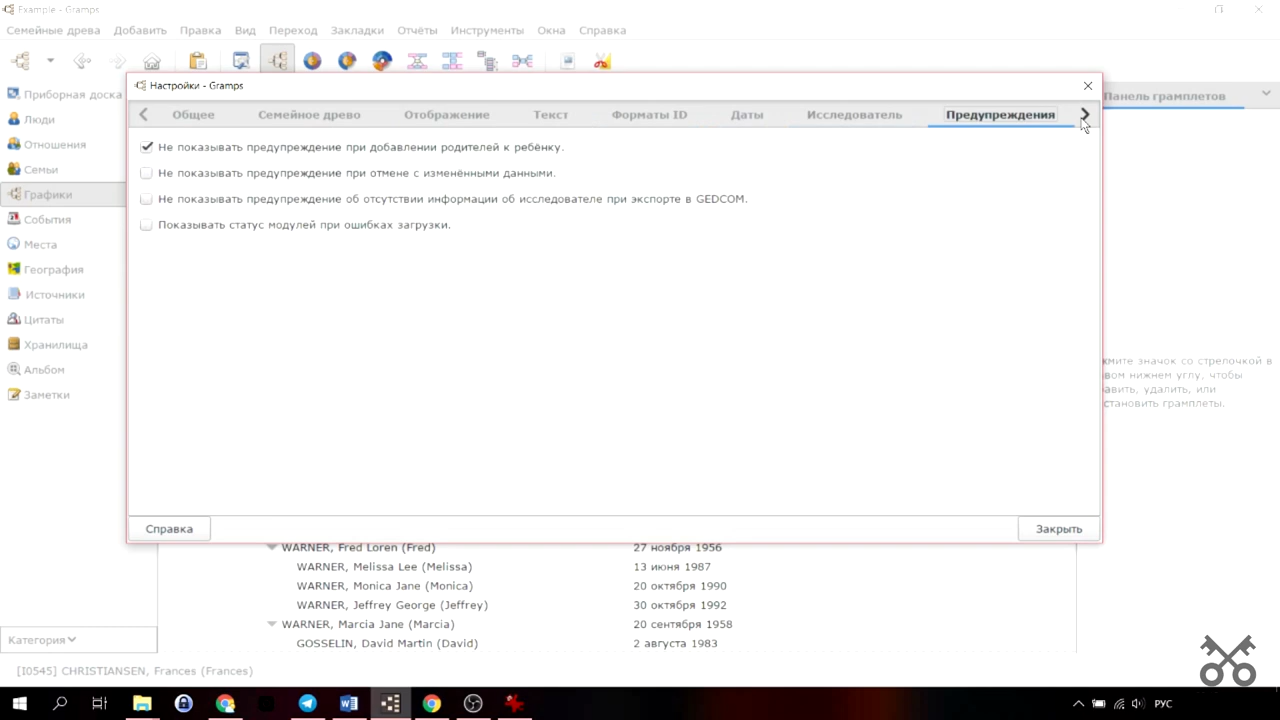 Example - Gramps
Семейные древа Добавить Правка Вид Переход Закладки Отчёты Инструменты Окна Справка
Настройки - Gramps
Общее Семейное древо Отображение Текст Форматы ID Даты Исследователь Предупреждения
Не показывать предупреждение при добавлении родителей к ребёнку.
Не показывать предупреждение при отмене с изменёнными данными.
Не показывать предупреждение об отсутствии информации об исследователе при экспорте в GEDCOM.
Показывать статус модулей при ошибках загрузки.
Справка Закрыть
Приборная доска
Люди
Отношения
Семьи
Графики
События
Места
География
Источники
Цитаты
Хранилища
Альбом
Заметки
Категория
Панель грамплетов
мите значок со стрелочкой в
вом нижнем углу, чтобы
авить, удалить, или
становить грамплеты.
WARNER, Fred Loren (Fred) 27 ноября 1956
WARNER, Melissa Lee (Melissa) 13 июня 1987
WARNER, Monica Jane (Monica) 20 октября 1990
WARNER, Jeffrey George (Jeffrey) 30 октября 1992
WARNER, Marcia Jane (Marcia) 20 сентября 1958
GOSSELIN, David Martin (David) 2 августа 1983
[I0545] CHRISTIANSEN, Frances (Frances)
РУС